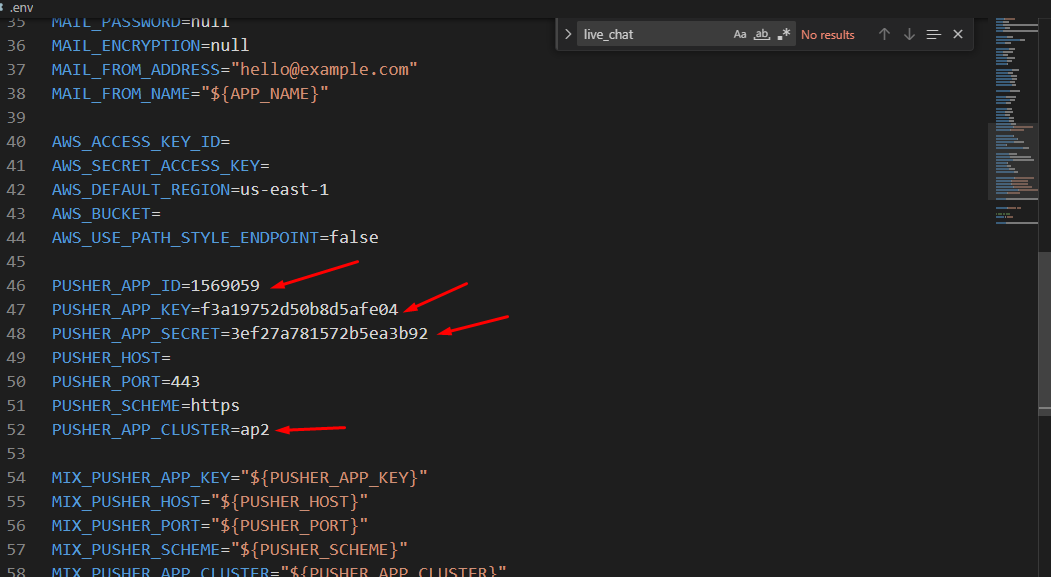 .env
live_chat
Aa
ab
.*
No results
35 MAIL_PASSWORD=null
36 MAIL_ENCRYPTION=null
37 MAIL_FROM_ADDRESS="hello@example.com"
38 MAIL_FROM_NAME="${APP_NAME}"
39
40 AWS_ACCESS_KEY_ID=
41 AWS_SECRET_ACCESS_KEY=
42 AWS_DEFAULT_REGION=us-east-1
43 AWS_BUCKET=
44 AWS_USE_PATH_STYLE_ENDPOINT=false
45
46 PUSHER_APP_ID=1569059
47 PUSHER_APP_KEY=f3a19752d50b8d5afe04
48 PUSHER_APP_SECRET=3ef27a781572b5ea3b92
49 PUSHER_HOST=
50 PUSHER_PORT=443
51 PUSHER_SCHEME=https
52 PUSHER_APP_CLUSTER=ap2
53
54 MIX_PUSHER_APP_KEY="${PUSHER_APP_KEY}"
55 MIX_PUSHER_HOST="${PUSHER_HOST}"
56 MIX_PUSHER_PORT="${PUSHER_PORT}"
57 MIX_PUSHER_SCHEME="${PUSHER_SCHEME}"
58 MIX_PUSHER_APP_CLUSTER="${PUSHER_APP_CLUSTER}"